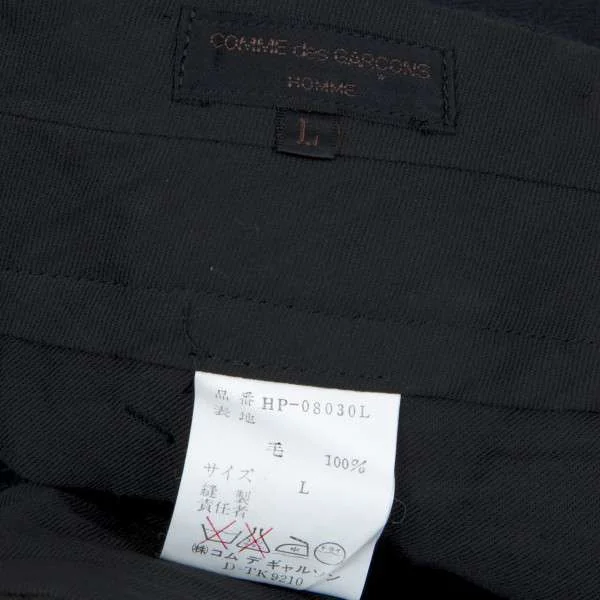 COMME des GARÇONS
HOMME
L
品番 HP-08030L
表地
毛 100%
サイズ L
縫製
責任者
㈱コム デ ギャルソン
D-TK9210